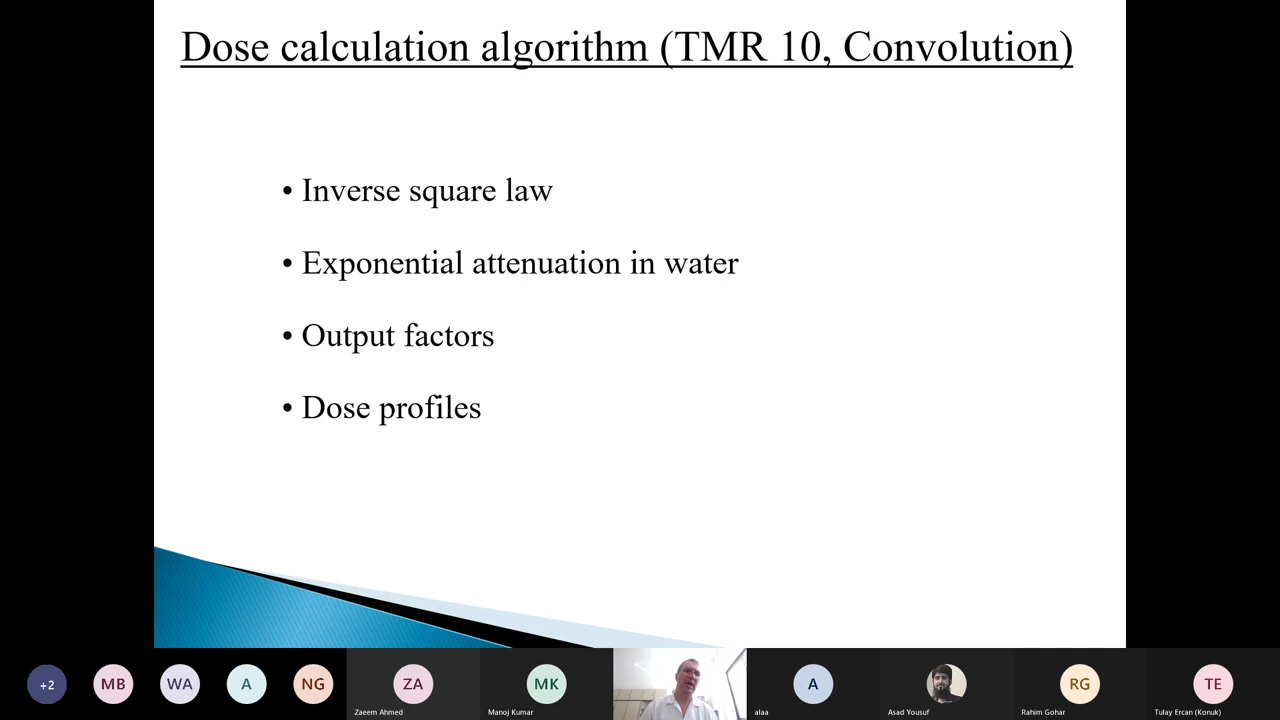 Dose calculation algorithm (TMR 10, Convolution)
• Inverse square law
• Exponential attenuation in water
• Output factors
• Dose profiles
+2
MB
WA
A
NG
ZA
Zaeem Ahmed
MK
Manoj Kumar
A
alaa
Asad Yousuf
RG
Rahim Gohar
TE
Tulay Ercan (Konuk)